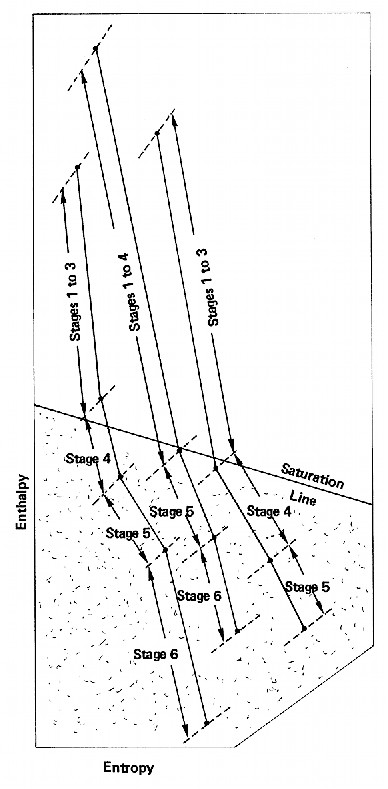 Stages 1 to 3
Stages 1 to 4
Stages 1 to 3
Saturation
Line
Stage 4
Stage 5
Stage 4
Stage 5
Stage 5
Stage 6
Stage 6
Enthalpy
Entropy